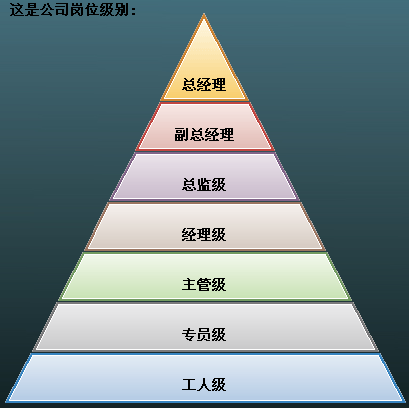 这是公司岗位级别：
总经理
副总经理
总监级
经理级
主管级
专员级
工人级